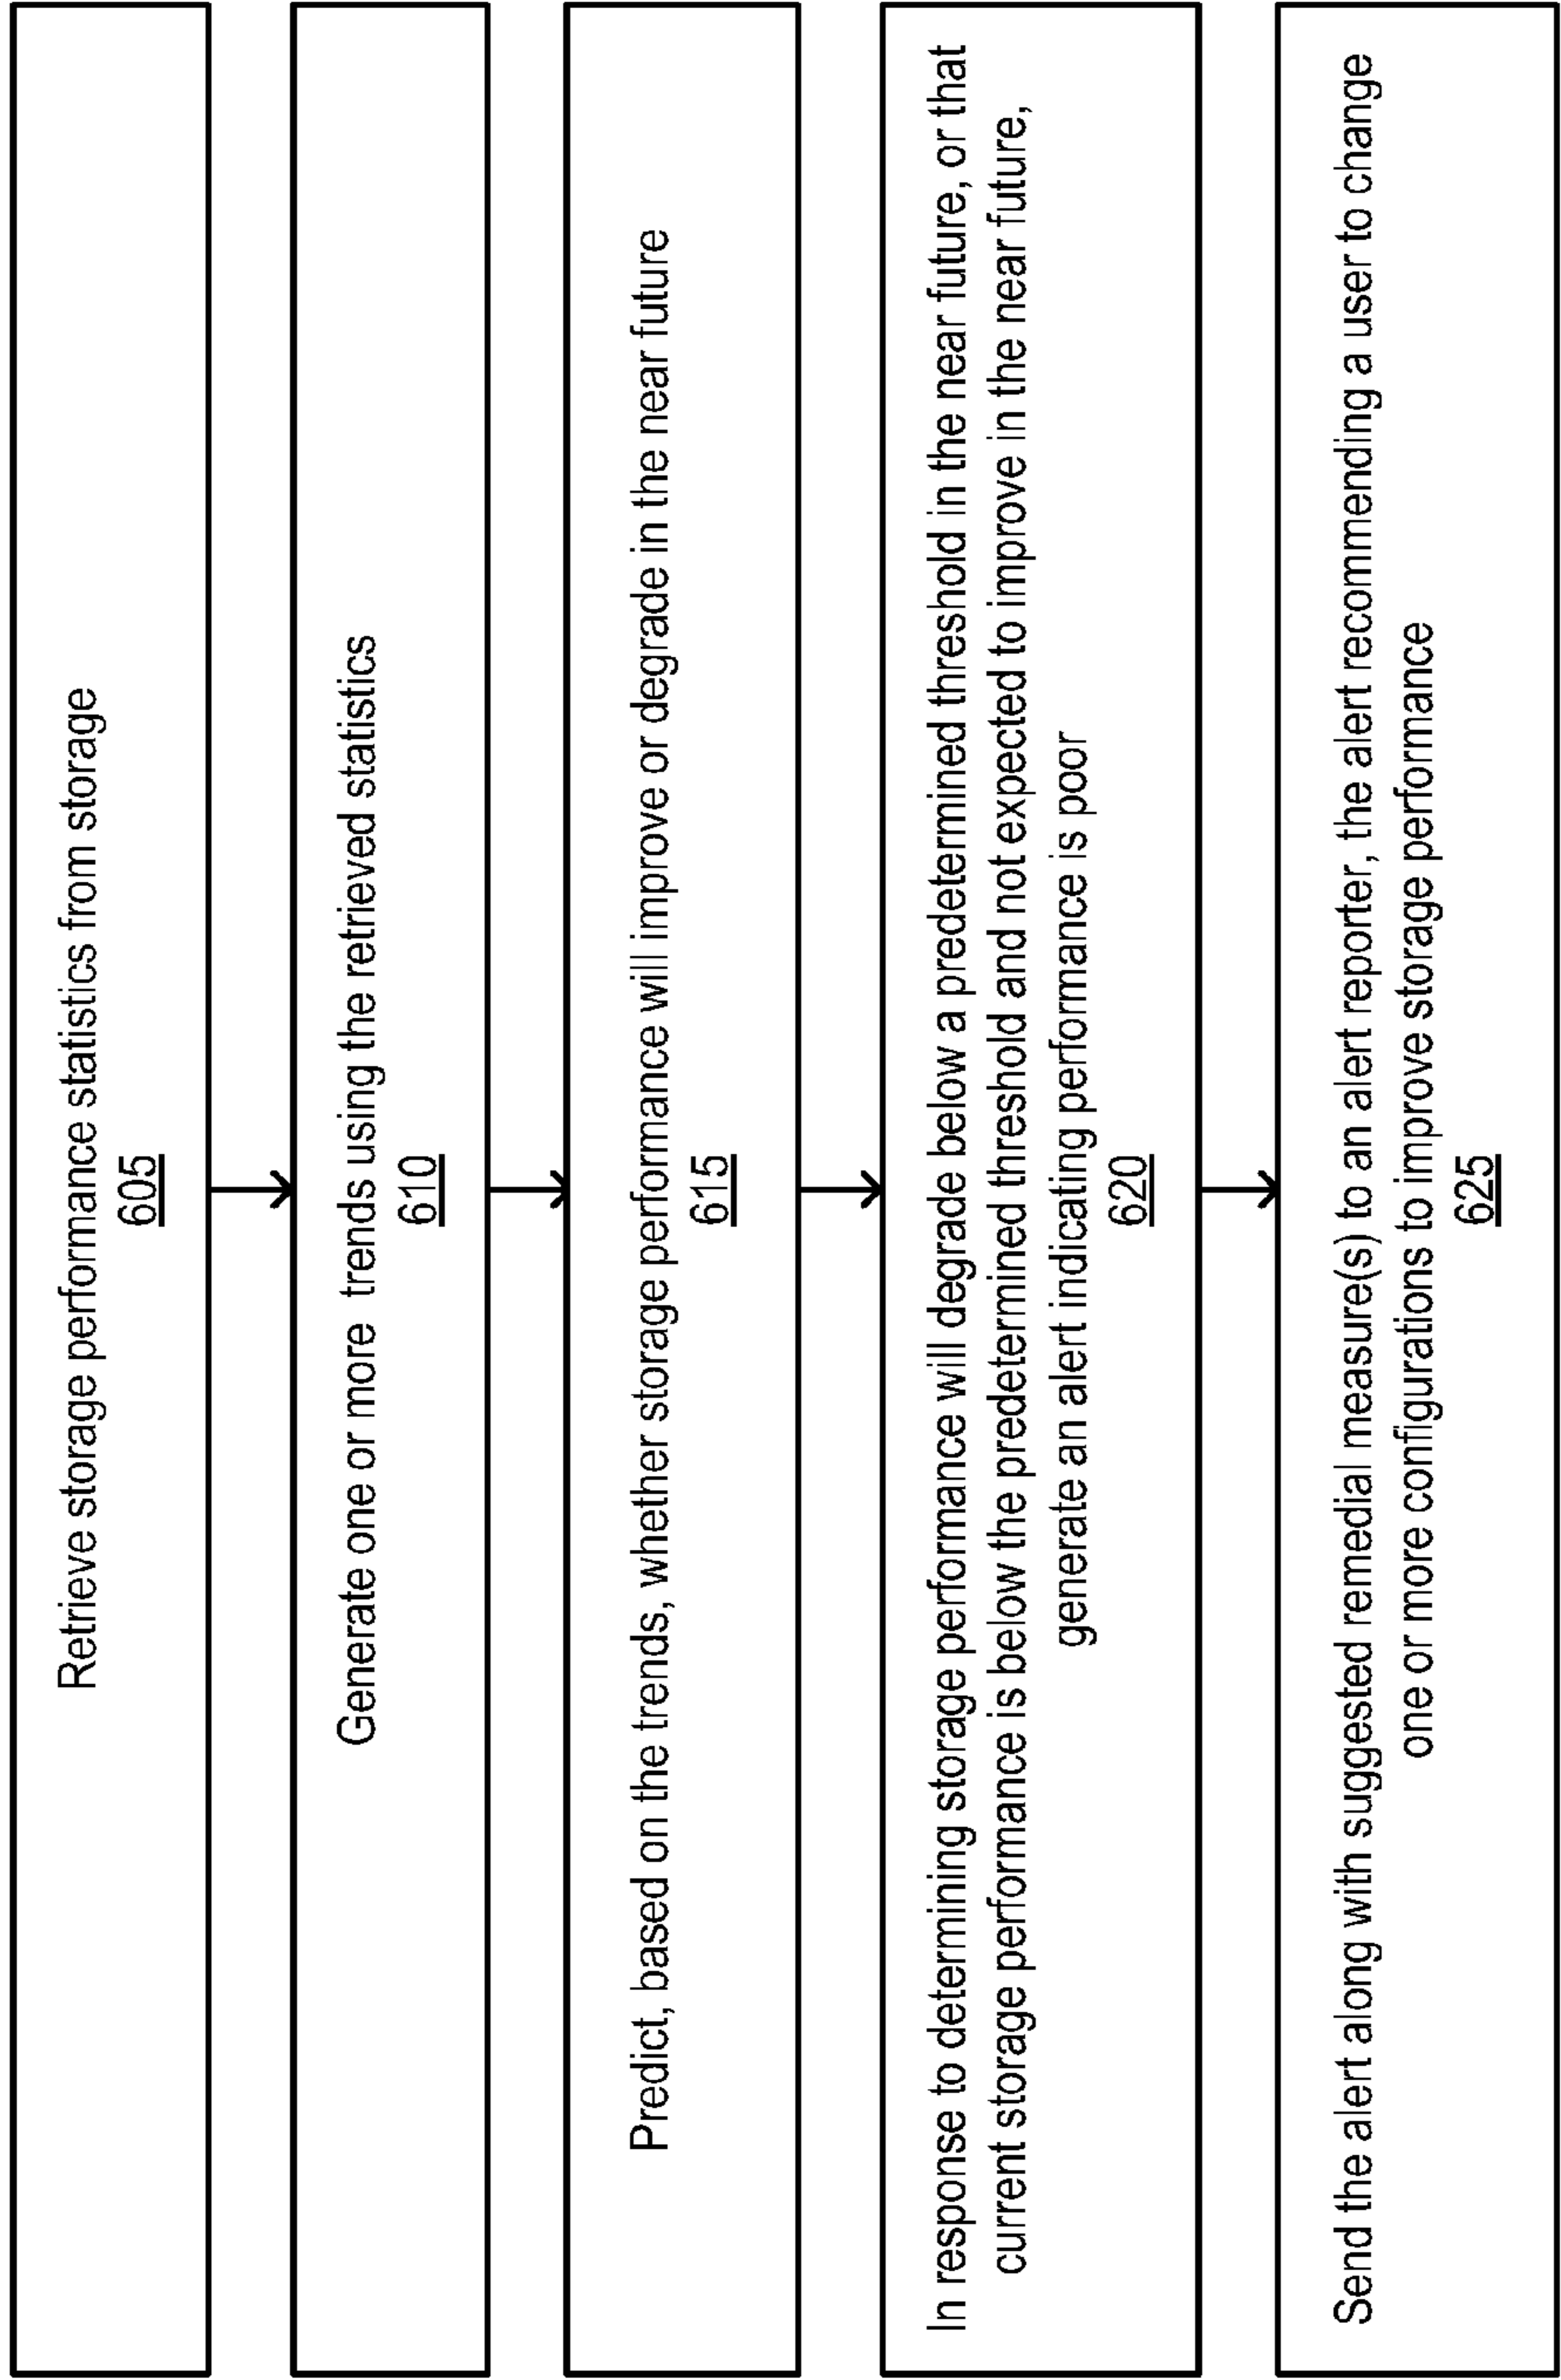 Retrieve storage performance statistics from storage
605
Generate one or more trends using the retrieved statistics
610
Predict, based on the trends, whether storage performance will improve or degrade in the near future
615
In response to determining storage performance will degrade below a predetermined threshold in the near future, or that
current storage performance is below the predetermined threshold and not expected to improve in the near future,
generate an alert indicating performance is poor
620
Send the alert along with suggested remedial measure(s) to an alert reporter, the alert recommending a user to change
one or more configurations to improve storage performance
625